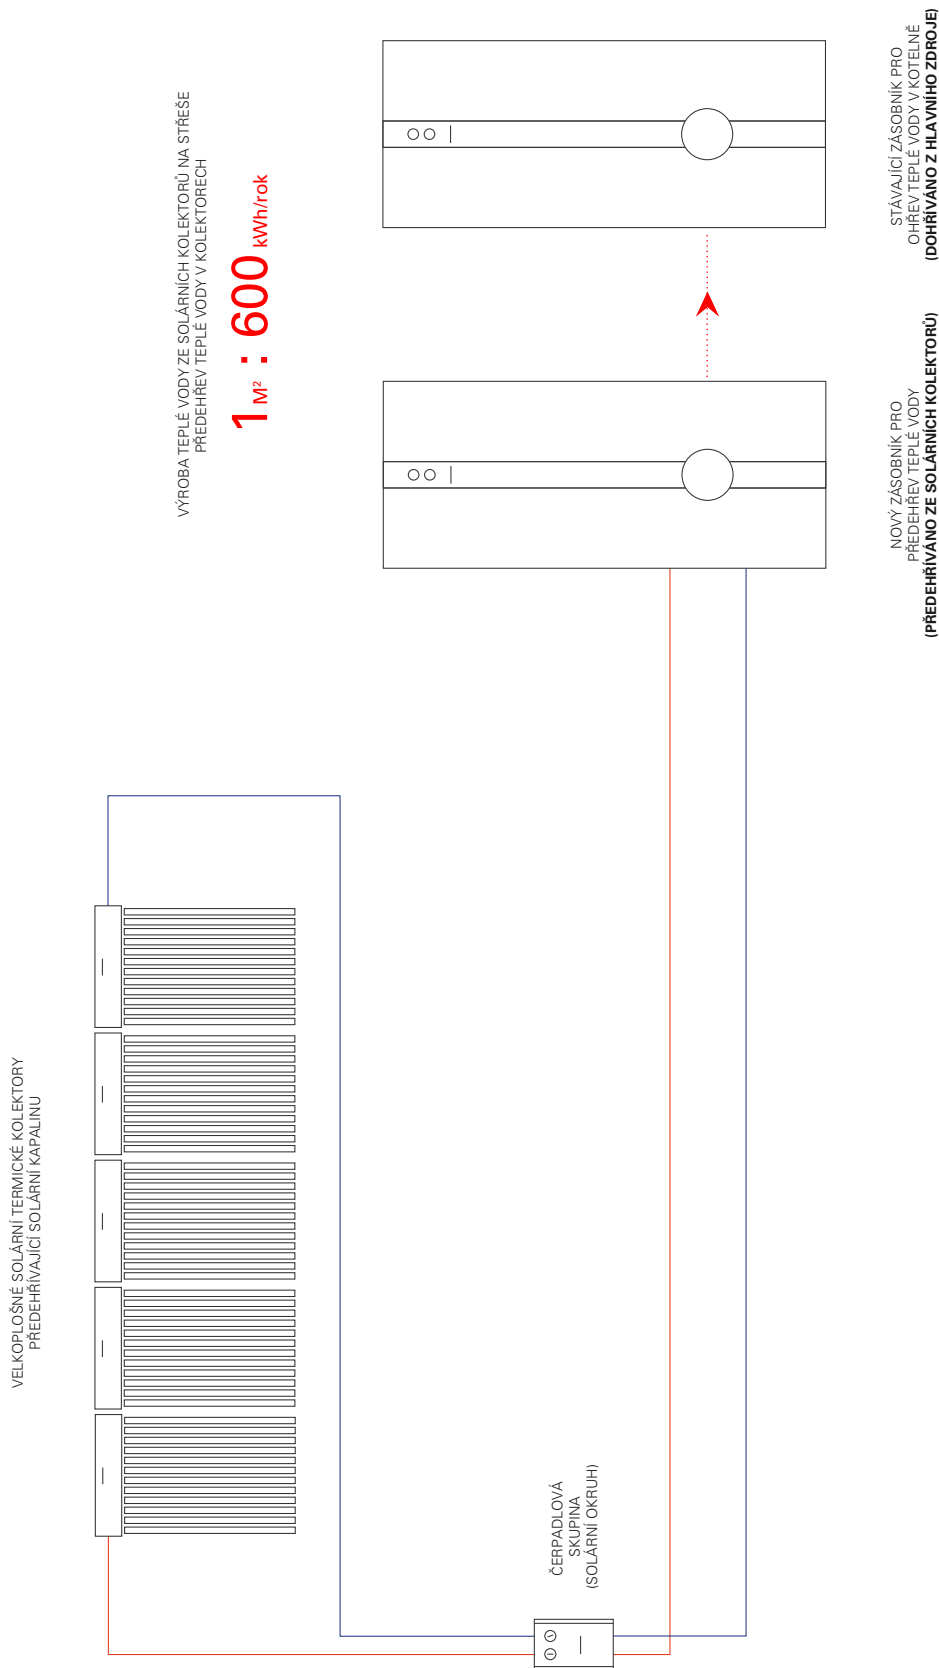 VELKOPLOŠNÉ SOLÁRNÍ TERMICKÉ KOLEKTORY
PŘEDEHŘÍVAJÍCÍ SOLÁRNÍ KAPALINU
VÝROBA TEPLÉ VODY ZE SOLÁRNÍCH KOLEKTORŮ NA STŘEŠE
PŘEDEHŘEV TEPLÉ VODY V KOLEKTORECH
1 M² : 600 kWh/rok
ČERPADLOVÁ
SKUPINA
(SOLÁRNÍ OKRUH)
NOVÝ ZÁSOBNÍK PRO
PŘEDEHŘEV TEPLÉ VODY
(PŘEDEHŘÍVÁNO ZE SOLÁRNÍCH KOLEKTORŮ)
STÁVAJÍCÍ ZÁSOBNÍK PRO
OHŘEV TEPLÉ VODY V KOTELNĚ
(DOHŘÍVÁNO Z HLAVNÍHO ZDROJE)